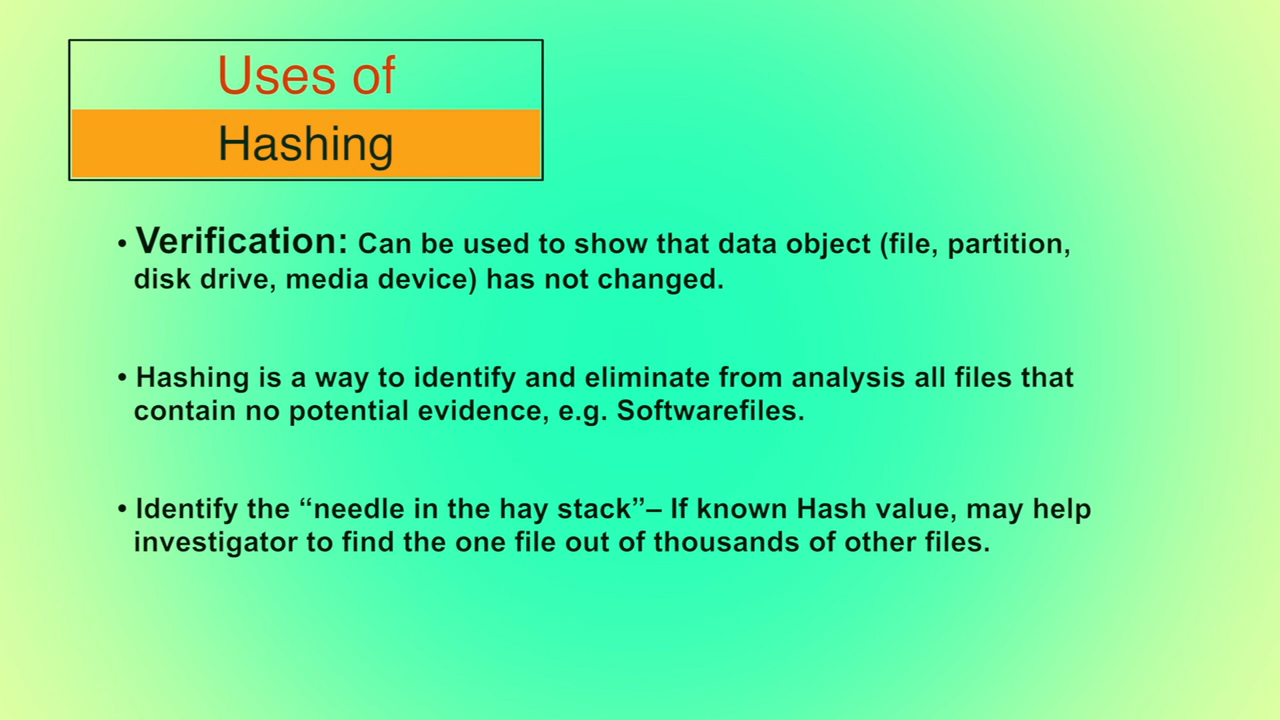 Uses of
Hashing
• Verification: Can be used to show that data object (file, partition,
disk drive, media device) has not changed.
• Hashing is a way to identify and eliminate from analysis all files that
contain no potential evidence, e.g. Softwarefiles.
• Identify the “needle in the hay stack”– If known Hash value, may help
investigator to find the one file out of thousands of other files.